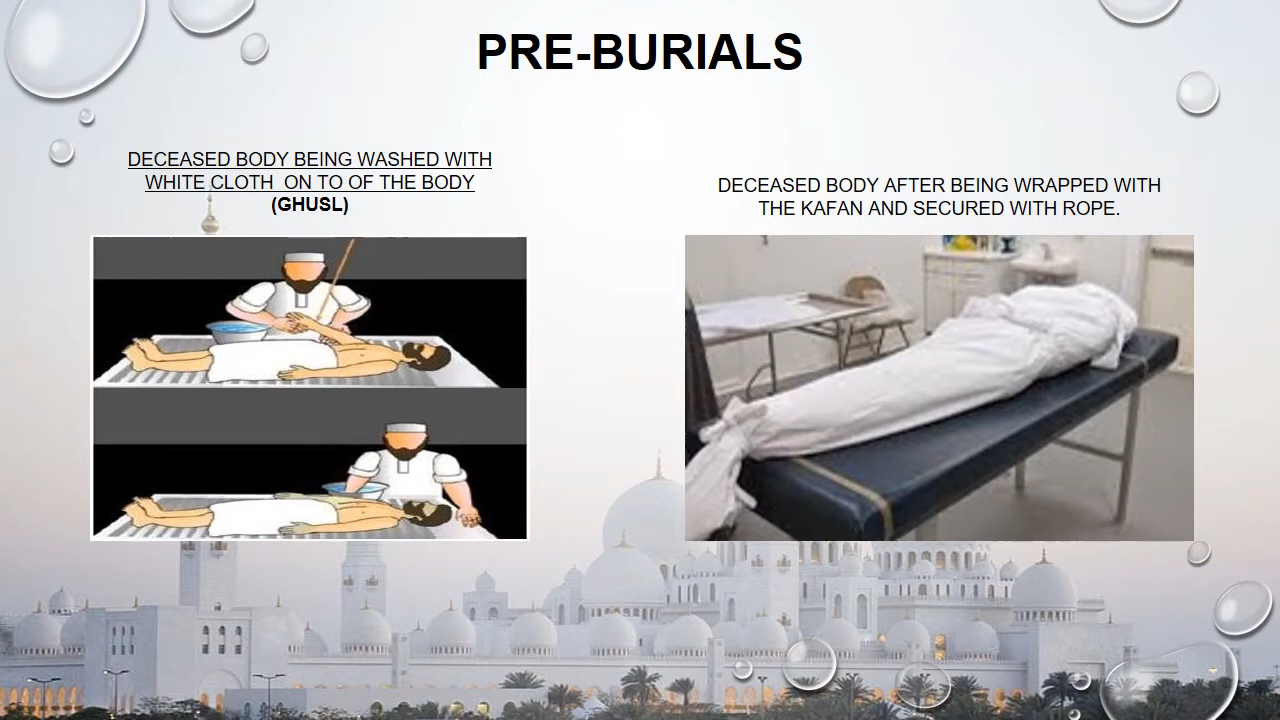 PRE-BURIALS
DECEASED BODY BEING WASHED WITH
WHITE CLOTH  ON TO OF THE BODY
(GHUSL)
DECEASED BODY AFTER BEING WRAPPED WITH
THE KAFAN AND SECURED WITH ROPE.